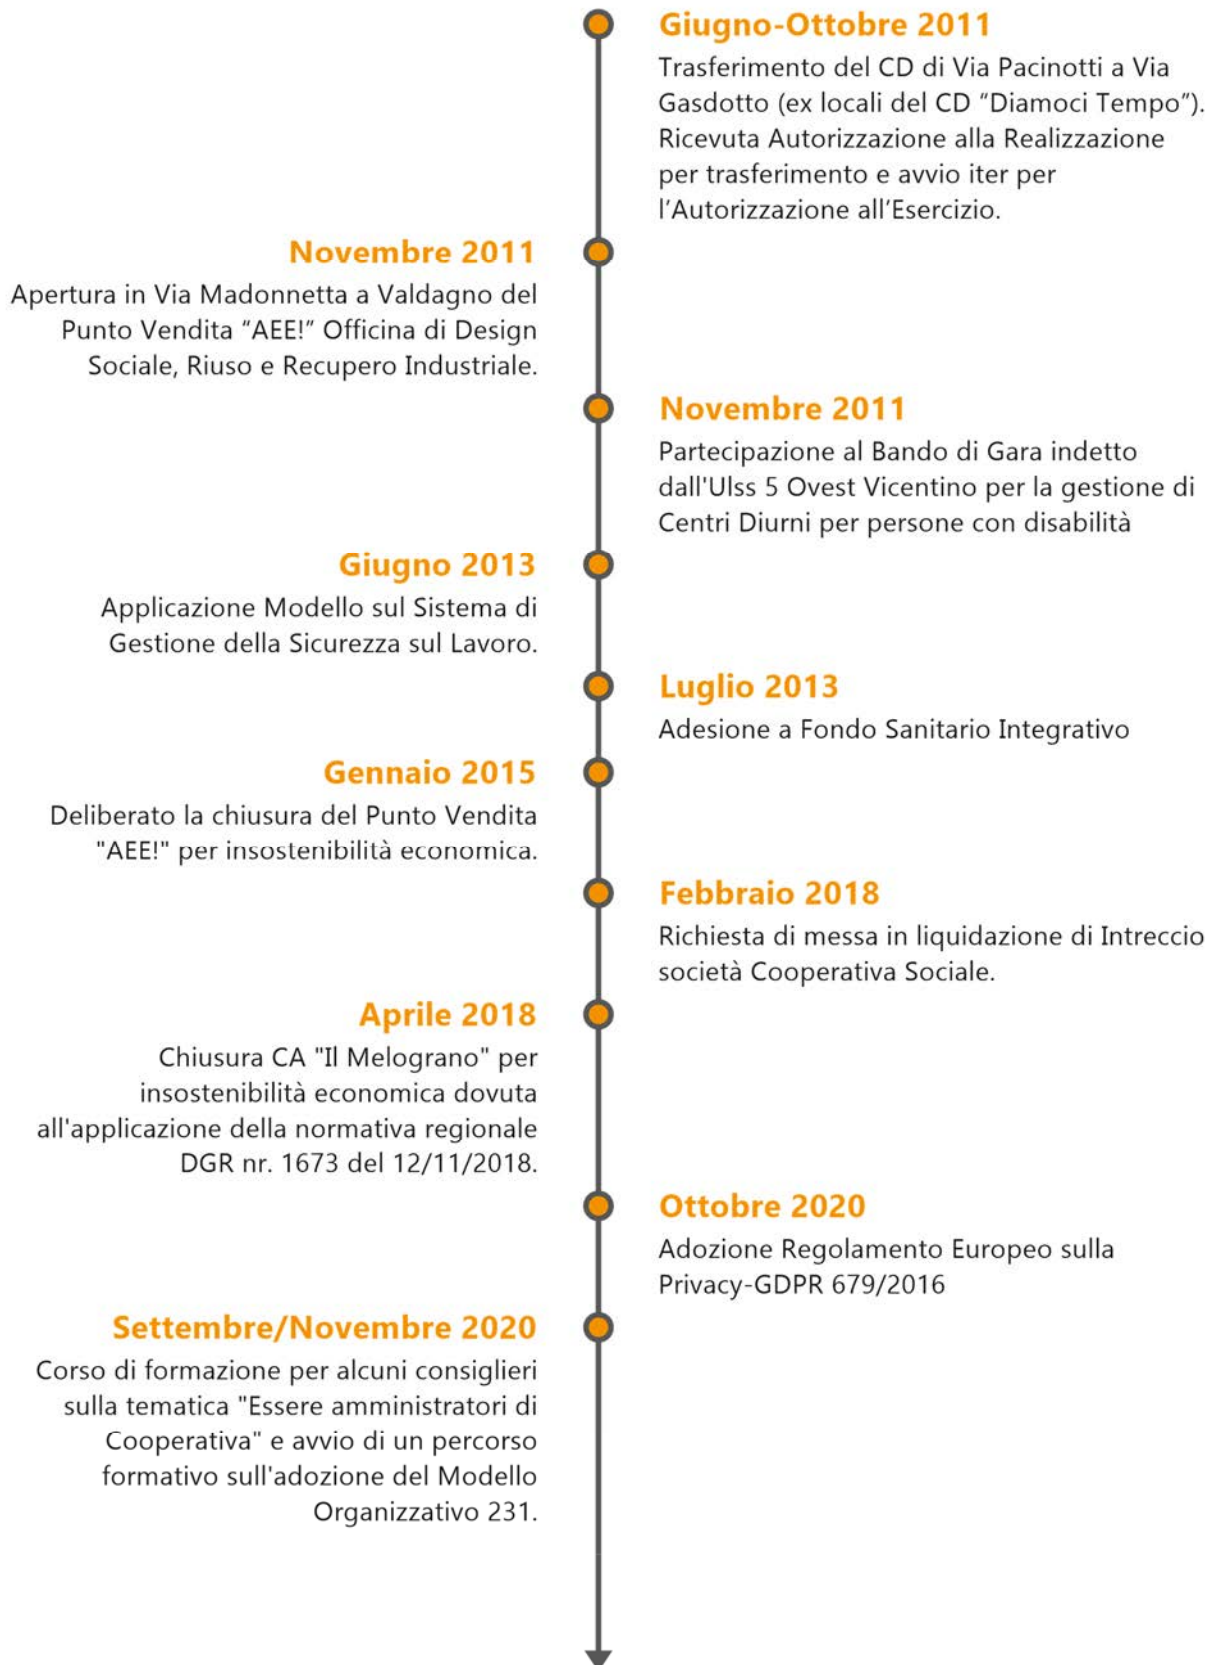 Giugno-Ottobre 2011
Trasferimento del CD di Via Pacinotti a Via
Gasdotto (ex locali del CD “Diamoci Tempo”).
Ricevuta Autorizzazione alla Realizzazione
per trasferimento e avvio iter per
l’Autorizzazione all’Esercizio.
Novembre 2011
Apertura in Via Madonnetta a Valdagno del
Punto Vendita “AEE!” Officina di Design
Sociale, Riuso e Recupero Industriale.
Novembre 2011
Partecipazione al Bando di Gara indetto
dall'Ulss 5 Ovest Vicentino per la gestione di
Centri Diurni per persone con disabilità
Giugno 2013
Applicazione Modello sul Sistema di
Gestione della Sicurezza sul Lavoro.
Luglio 2013
Adesione a Fondo Sanitario Integrativo
Gennaio 2015
Deliberato la chiusura del Punto Vendita
"AEE!" per insostenibilità economica.
Febbraio 2018
Richiesta di messa in liquidazione di Intreccio
società Cooperativa Sociale.
Aprile 2018
Chiusura CA "Il Melograno" per
insostenibilità economica dovuta
all'applicazione della normativa regionale
DGR nr. 1673 del 12/11/2018.
Ottobre 2020
Adozione Regolamento Europeo sulla
Privacy-GDPR 679/2016
Settembre/Novembre 2020
Corso di formazione per alcuni consiglieri
sulla tematica "Essere amministratori di
Cooperativa" e avvio di un percorso
formativo sull'adozione del Modello
Organizzativo 231.